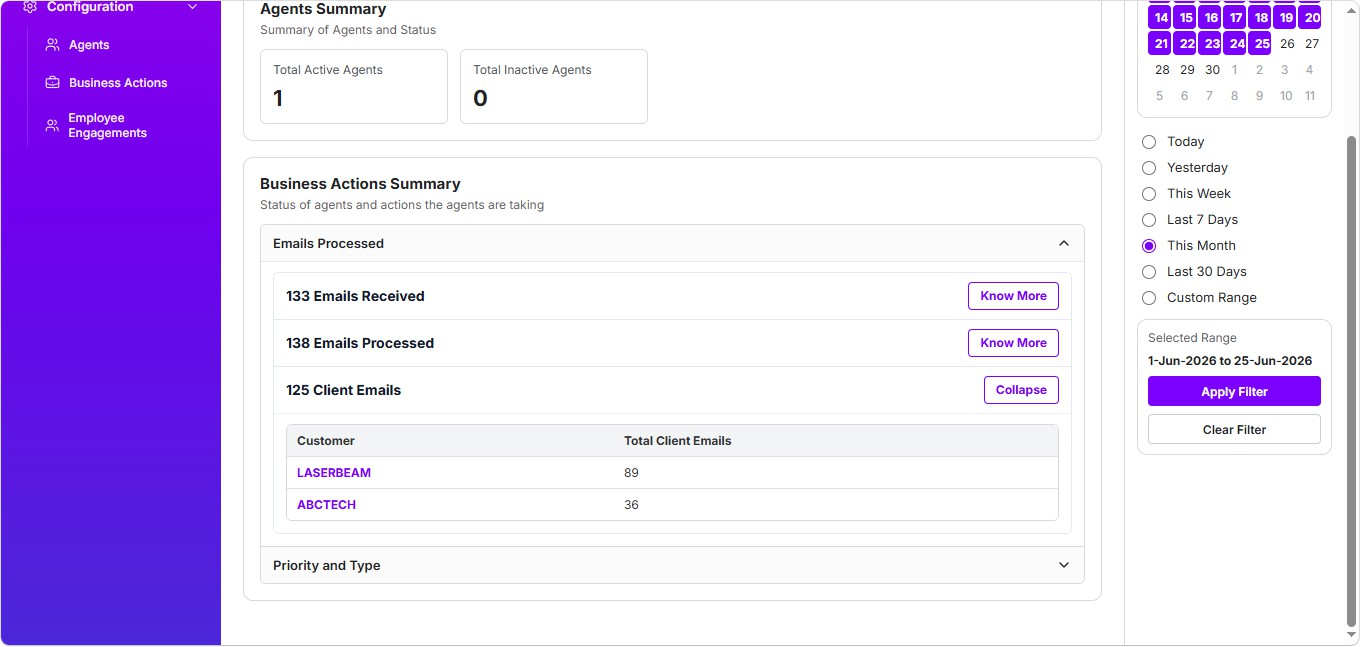 Configuration
Agents
Business Actions
Employee
Engagements
Agents Summary
Summary of Agents and Status
Total Active Agents
1
Total Inactive Agents
0
Business Actions Summary
Status of agents and actions the agents are taking
Emails Processed
133 Emails Received
Know More
138 Emails Processed
Know More
125 Client Emails
Collapse
Customer Total Client Emails
LASERBEAM 89
ABCTECH 36
Priority and Type
14 15 16 17 18 19 20
21 22 23 24 25 26 27
28 29 30 1 2 3 4
5 6 7 8 9 10 11
Today
Yesterday
This Week
Last 7 Days
This Month
Last 30 Days
Custom Range
Selected Range
1-Jun-2026 to 25-Jun-2026
Apply Filter
Clear Filter